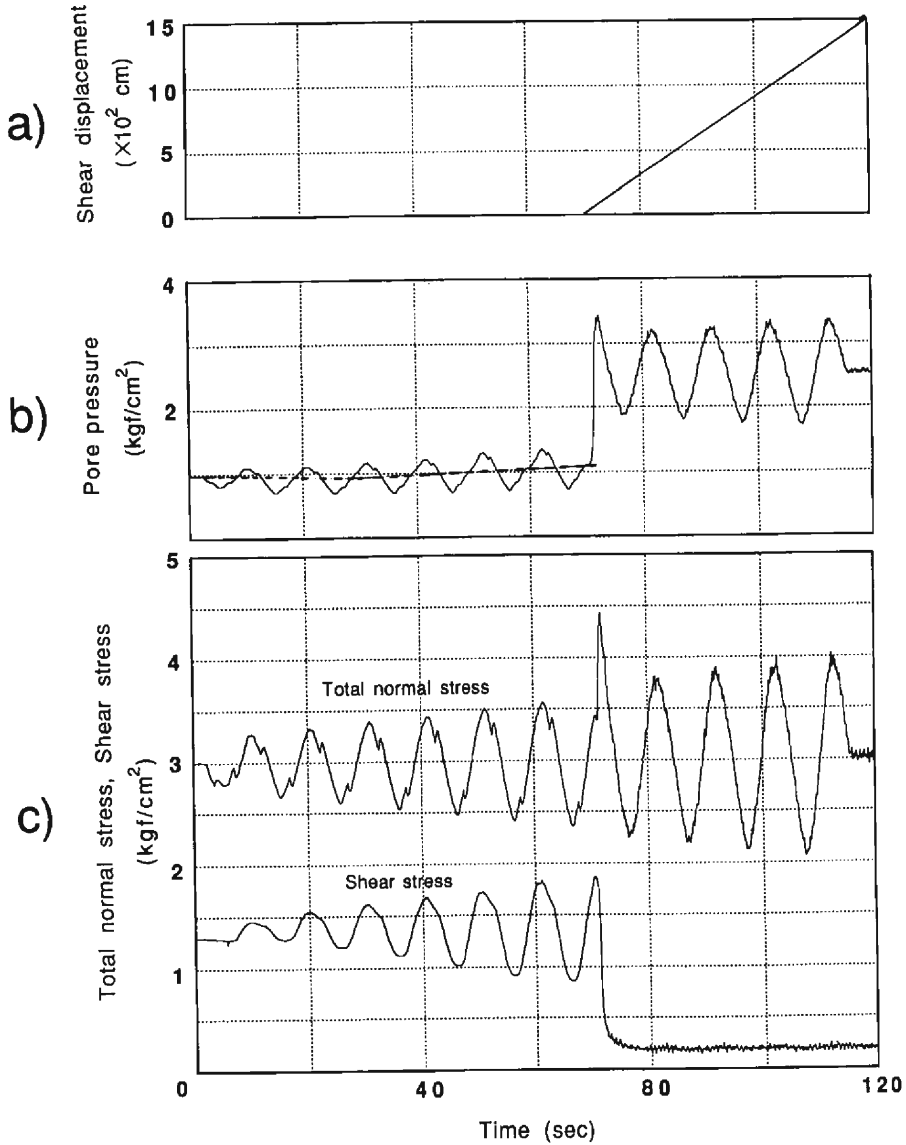 a)
Shear displacement
(X10² cm)
15
10
5
0
b)
Pore pressure
(kgf/cm²)
4
2
c)
Total normal stress, Shear stress
(kgf/cm²)
5
4
3
2
1
Total normal stress
Shear stress
0 40 80 120
Time (sec)